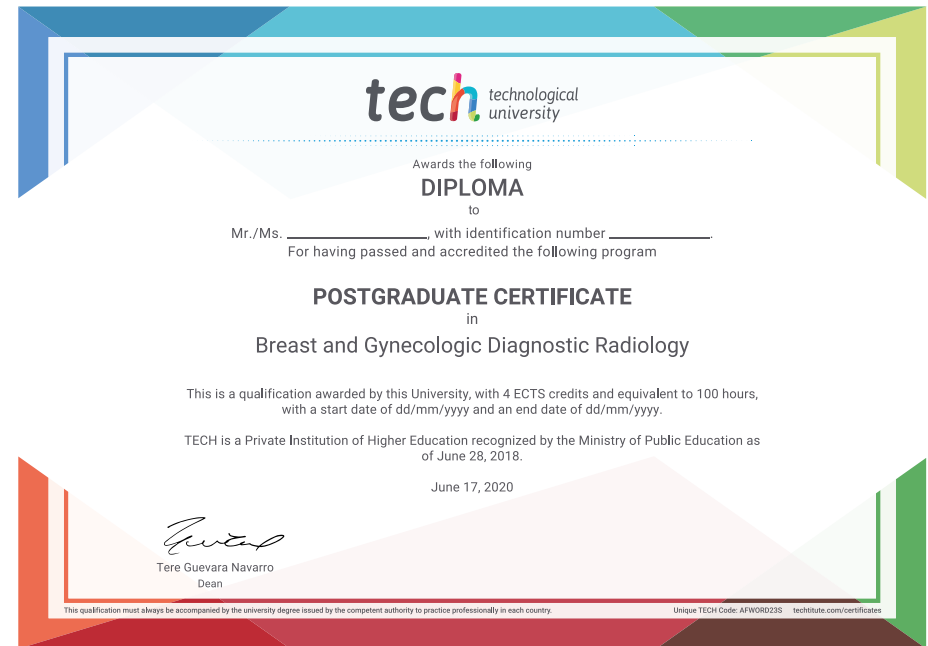 tech technological
university
Awards the following
DIPLOMA
to
Mr./Ms. ____________________, with identification number ______________.
For having passed and accredited the following program
POSTGRADUATE CERTIFICATE
in
Breast and Gynecologic Diagnostic Radiology
This is a qualification awarded by this University, with 4 ECTS credits and equivalent to 100 hours,
with a start date of dd/mm/yyyy and an end date of dd/mm/yyyy.
TECH is a Private Institution of Higher Education recognized by the Ministry of Public Education as
of June 28, 2018.
June 17, 2020
Tere Guevara Navarro
Dean
This qualification must always be accompanied by the university degree issued by the competent authority to practice professionally in each country.
Unique TECH Code: AFWORD23S techtitute.com/certificates